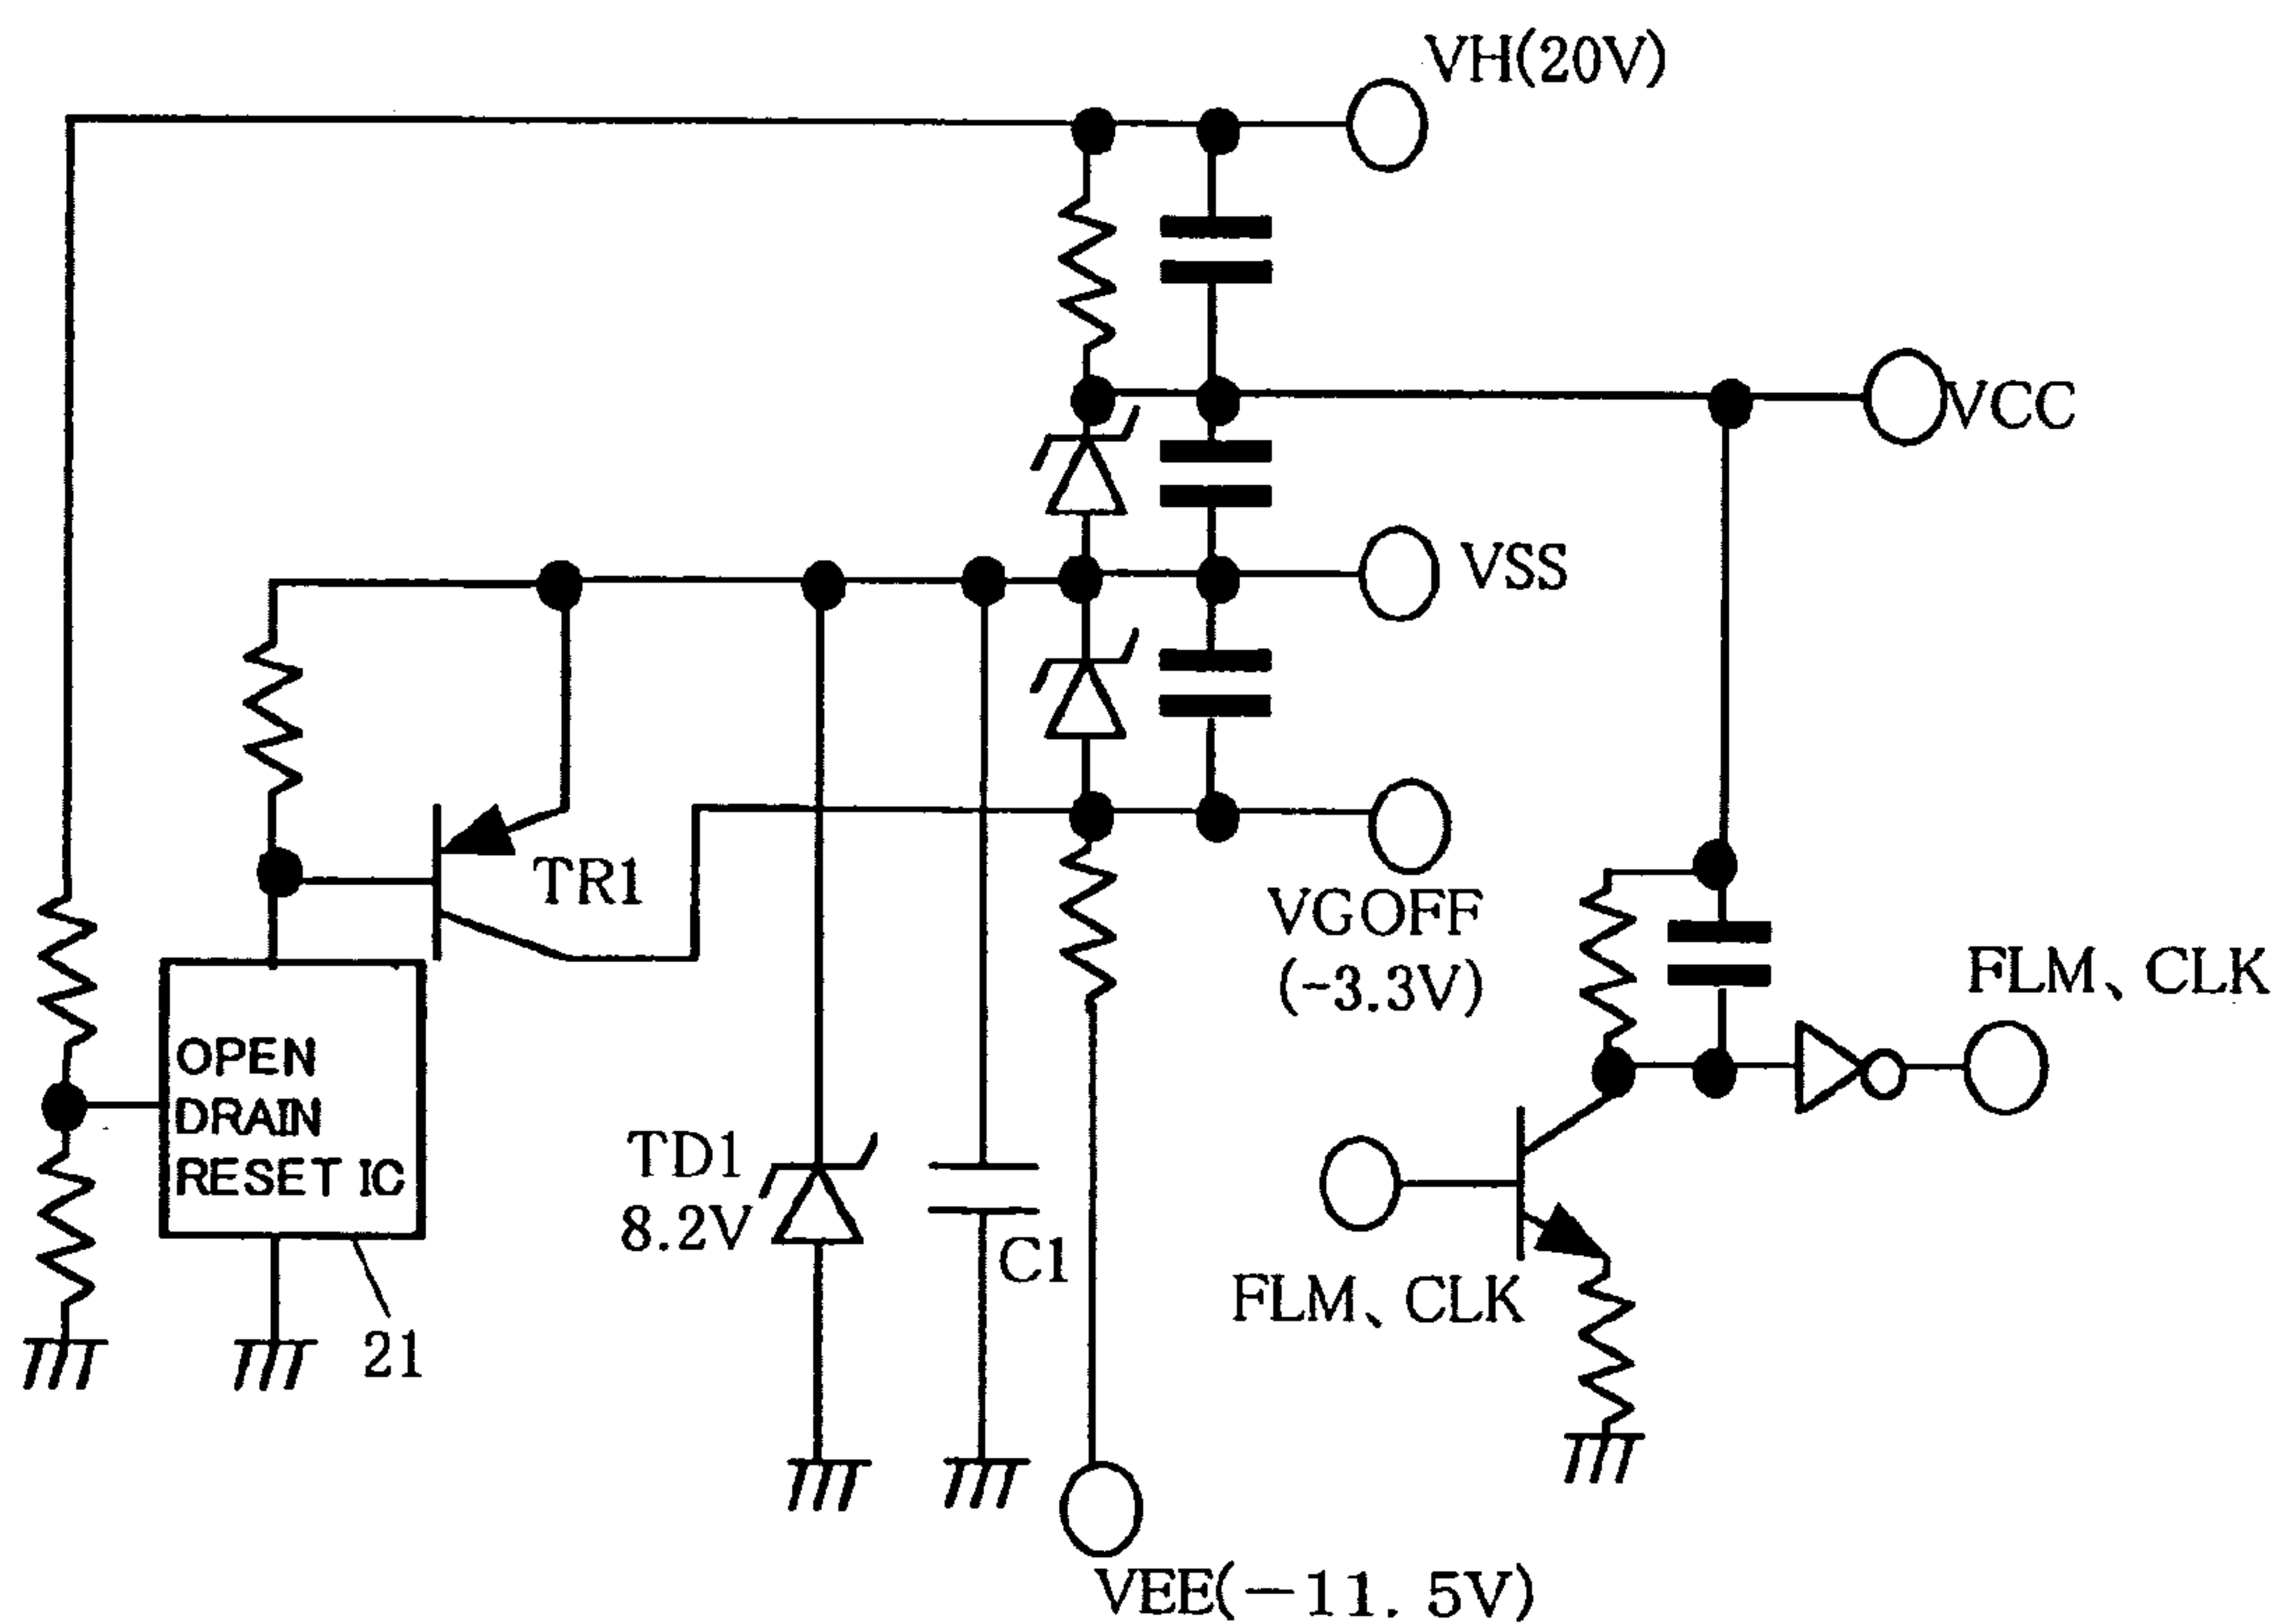 VH(20V)
VCC
VSS
TR1
VGOFF
(-3.3V)
FLM、CLK
OPEN
DRAIN
RESET IC
TD1
8.2V
C1
FLM、CLK
21
VEE(-11. 5V)